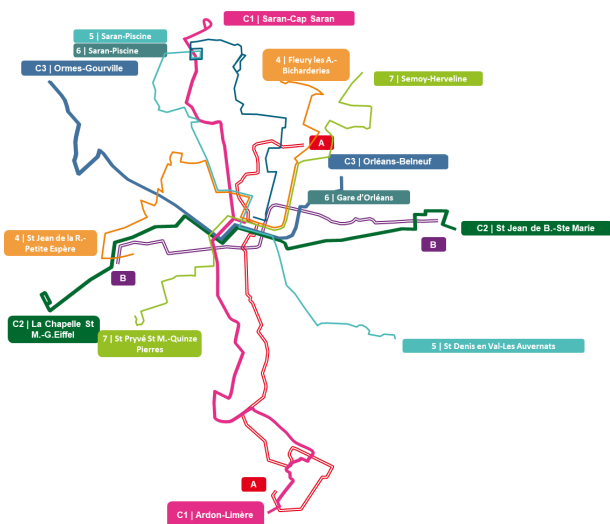 C1 | Saran-Cap Saran
5 | Saran-Piscine
6 | Saran-Piscine
C3 | Ormes-Gourville
4 | Fleury les A.-
Bicharderies
7 | Semoy-Herveline
A
C3 | Orléans-Belneuf
6 | Gare d'Orléans
C2 | St Jean de B.-Ste Marie
B
4 | St Jean de la R.-
Petite Espère
B
C2 | La Chapelle St
M.-G.Eiffel
7 | St Pryvé St M.-Quinze
Pierres
5 | St Denis en Val-Les Auvernats
A
C1 | Ardon-Limère